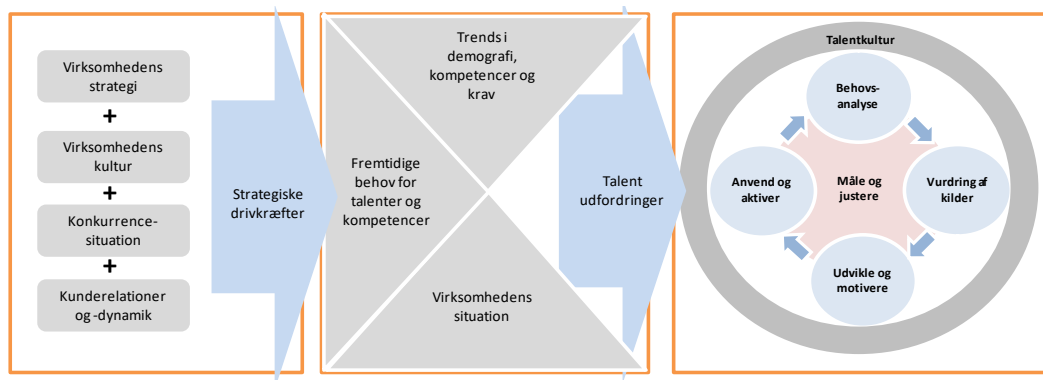 Virksomhedens
strategi
+
Virksomhedens
kultur
+
Konkurrence-
situation
+
Kunderelationer
og -dynamik
Strategiske
drivkræfter
Trends i
demografi,
kompetencer og
krav
Fremtidige
behov for
talenter og
kompetencer
Virksomhedens
situation
Talent
udfordringer
Talentkultur
Behovs-
analyse
Vurdring af
kilder
Udvikle og
motivere
Anvend og
aktiver
Måle og
justere